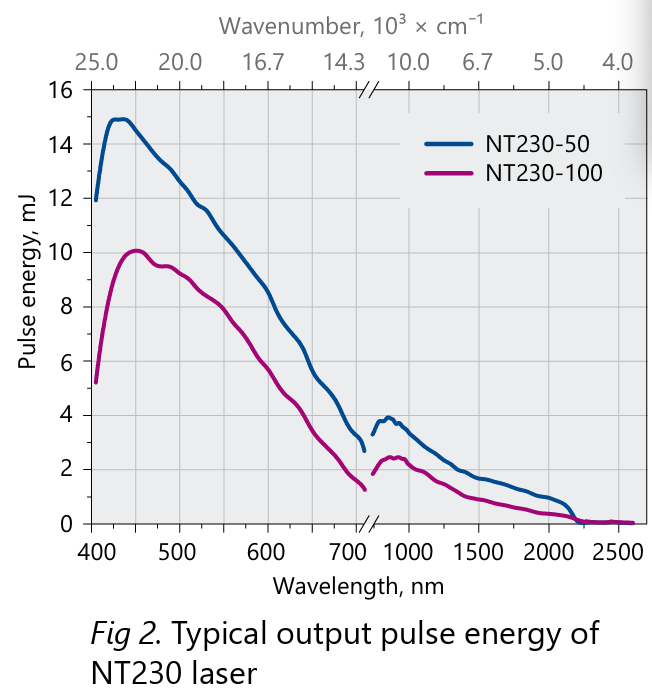 Wavenumber, 10³ × cm⁻¹
25.0 20.0 16.7 14.3 10.0 6.7 5.0 4.0
16
14
12
10
8
6
4
2
0
Pulse energy, mJ
NT230-50
NT230-100
400 500 600 700 1000 1500 2000 2500
Wavelength, nm
Fig 2. Typical output pulse energy of
NT230 laser